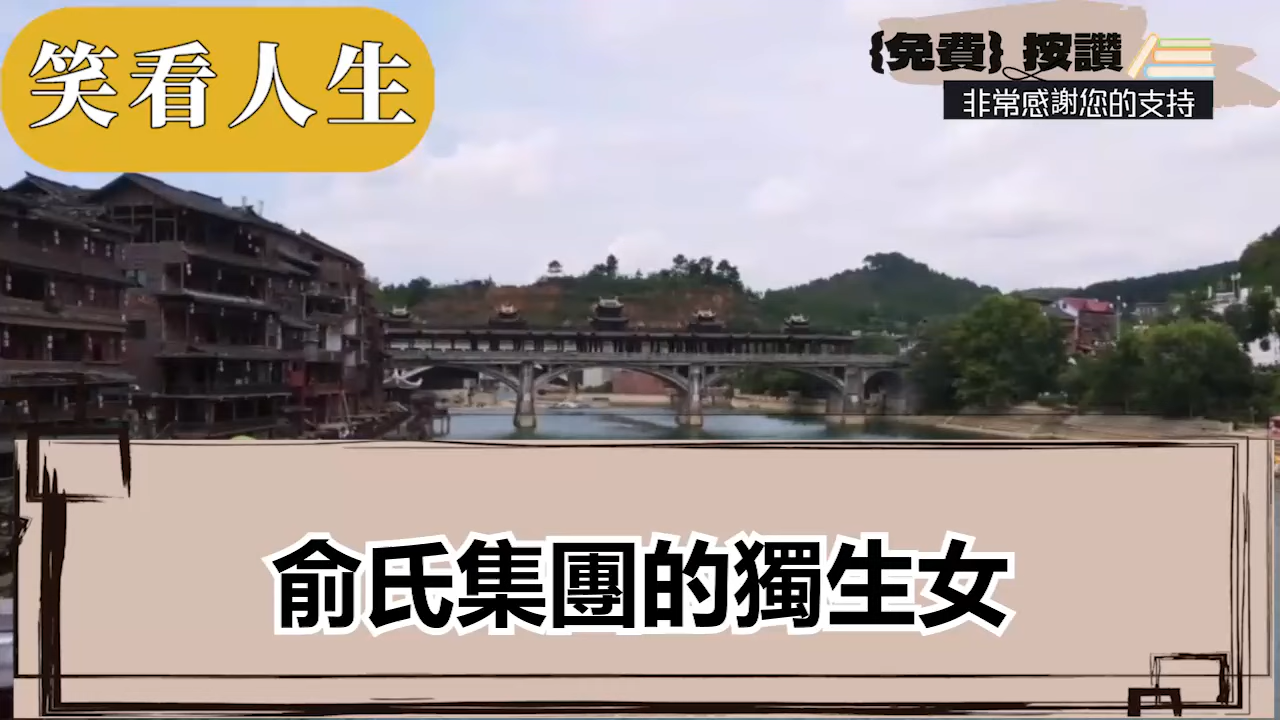 笑看人生
{免費} 按讚
非常感謝您的支持
俞氏集團的獨生女